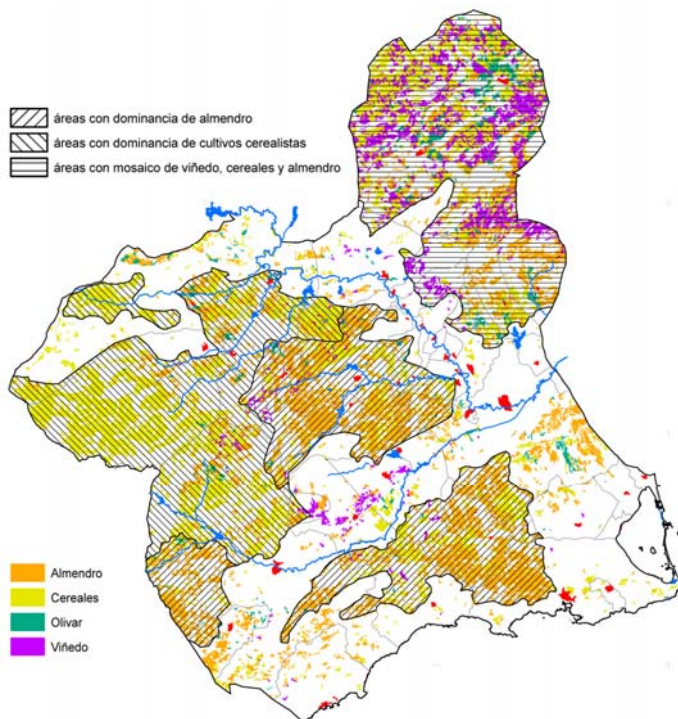 áreas con dominancia de almendro
áreas con dominancia de cultivos cerealistas
áreas con mosaico de viñedo, cereales y almendro
Almendro
Cereales
Olivar
Viñedo